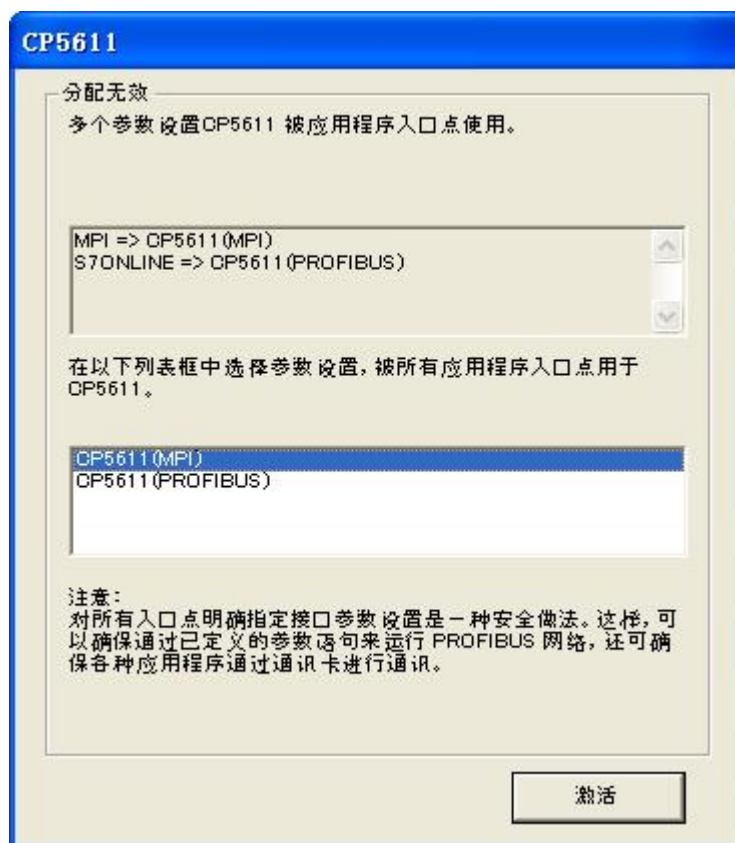 CP5611
分配无效
多个参数设置CP5611 被应用程序入口点使用。
MPI => CP5611(MPI)
S7ONLINE => CP5611(PROFIBUS)
在以下列表框中选择参数设置,被所有应用程序入口点用于
CP5611。
CP5611(MPI)
CP5611(PROFIBUS)
注意:
对所有入口点明确指定接口参数设置是一种安全做法。这样,可
以确保通过已定义的参数语句来运行 PROFIBUS 网络,还可确
保各种应用程序通过通讯卡进行通讯。
激活